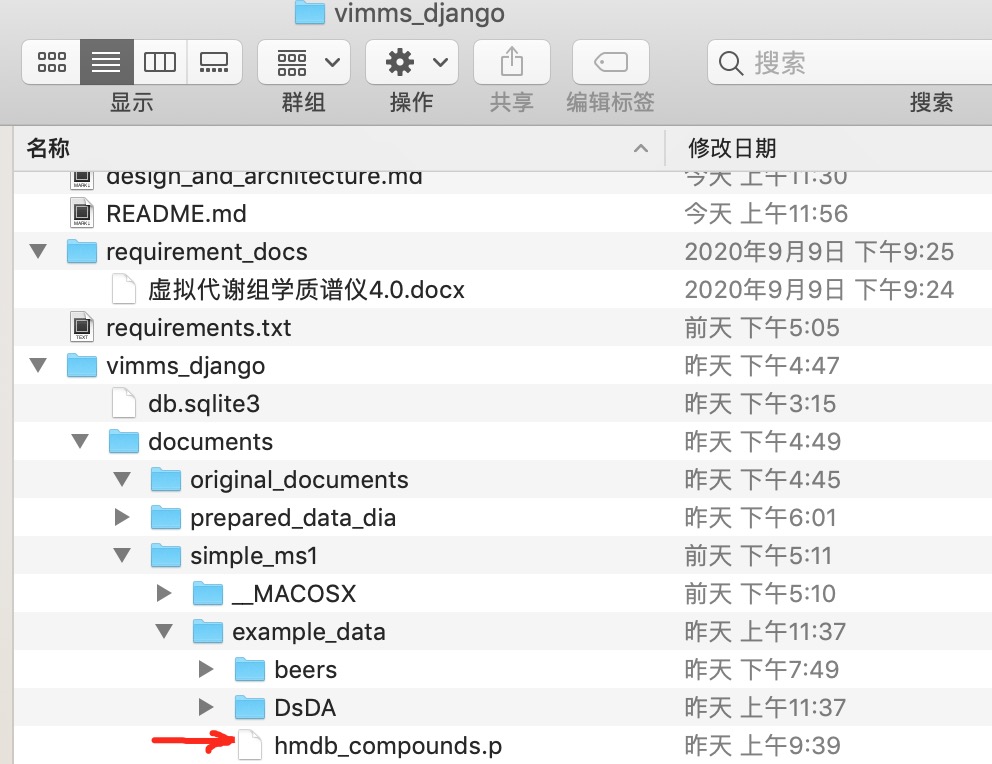 vimms_django
搜索
显示 群组 操作 共享 编辑标签 搜索
名称 修改日期
design_and_architecture.md 今天 上午11:30
README.md 今天 上午11:56
requirement_docs 2020年9月9日 下午9:25
虚拟代谢组学质谱仪4.0.docx 2020年9月9日 下午9:24
requirements.txt 前天 下午5:05
vimms_django 昨天 下午4:47
db.sqlite3 昨天 下午3:15
documents 昨天 下午4:49
original_documents 昨天 下午4:45
prepared_data_dia 昨天 下午6:01
simple_ms1 前天 下午5:11
__MACOSX 前天 下午5:10
example_data 昨天 上午11:37
beers 昨天 下午7:49
DsDA 昨天 上午11:37
hmdb_compounds.p 昨天 上午9:39